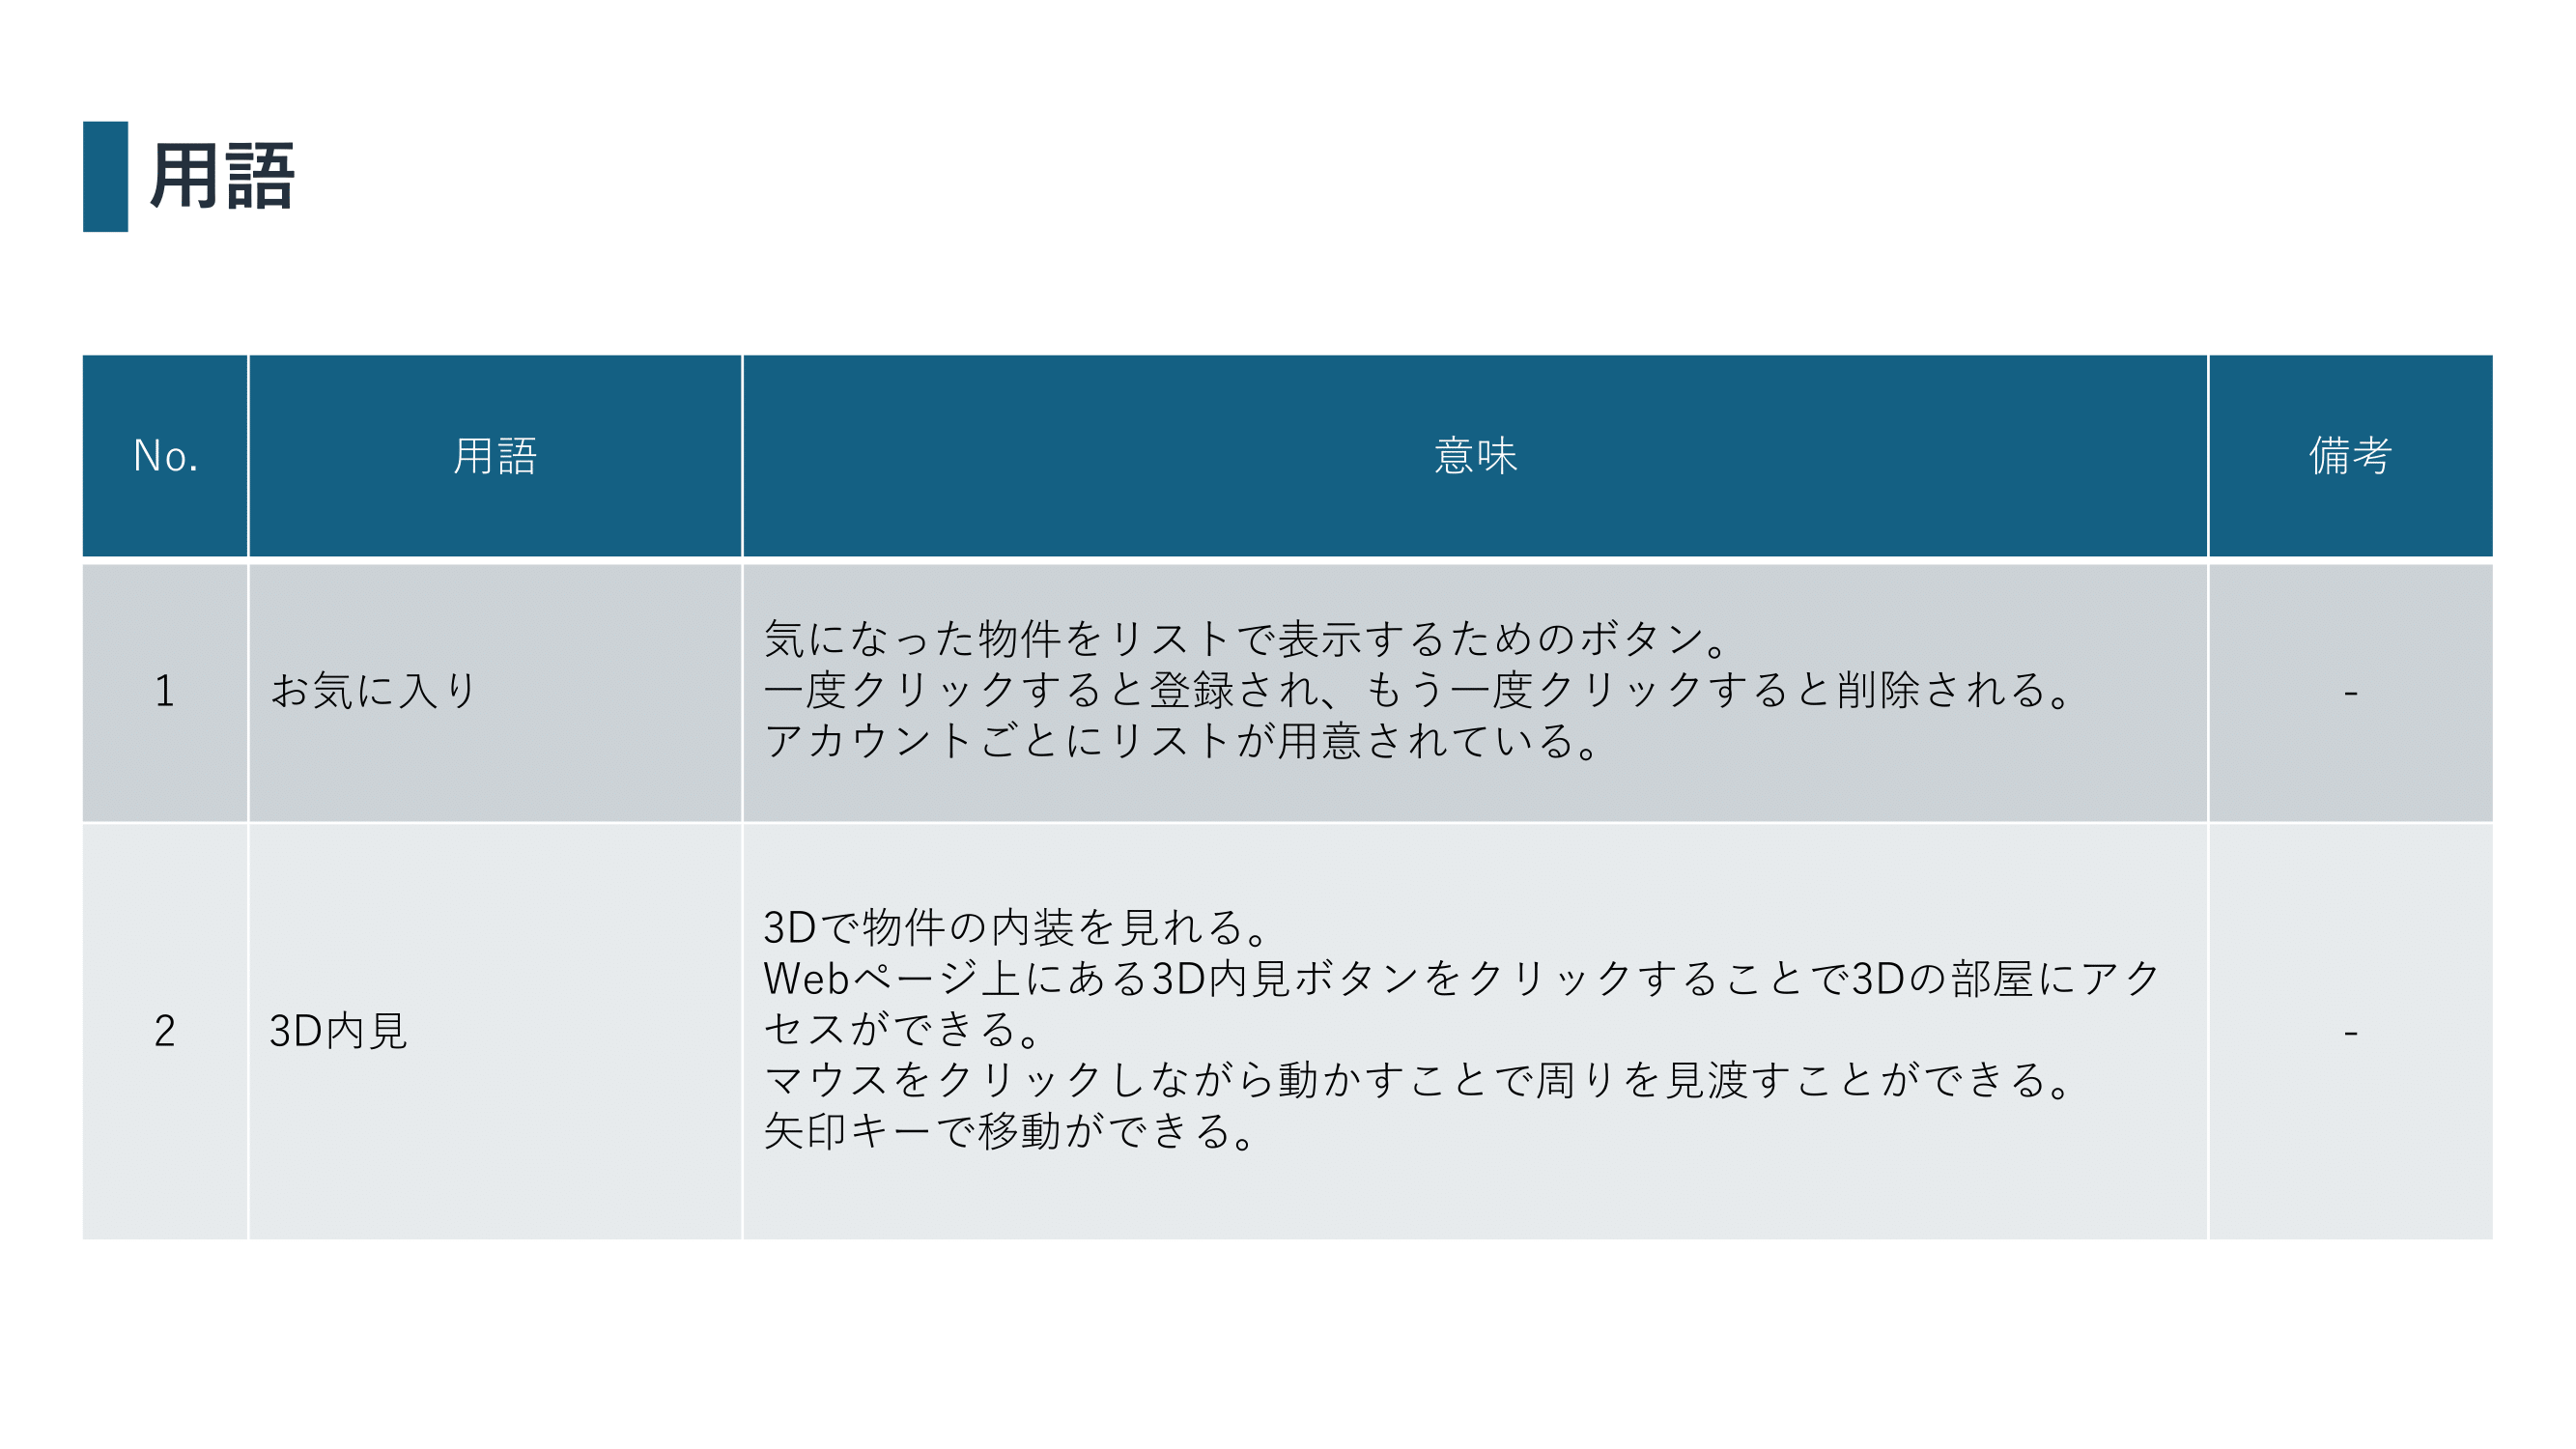 用語
No.
用語
意味
備考
1
お気に入り
気になった物件をリストで表示するためのボタン。
一度クリックすると登録され、もう一度クリックすると削除される。
アカウントごとにリストが用意されている。
-
2
3D内見
3Dで物件の内装を見れる。
Webページ上にある3D内見ボタンをクリックすることで3Dの部屋にアク
セスができる。
マウスをクリックしながら動かすことで周りを見渡すことができる。
矢印キーで移動ができる。
-